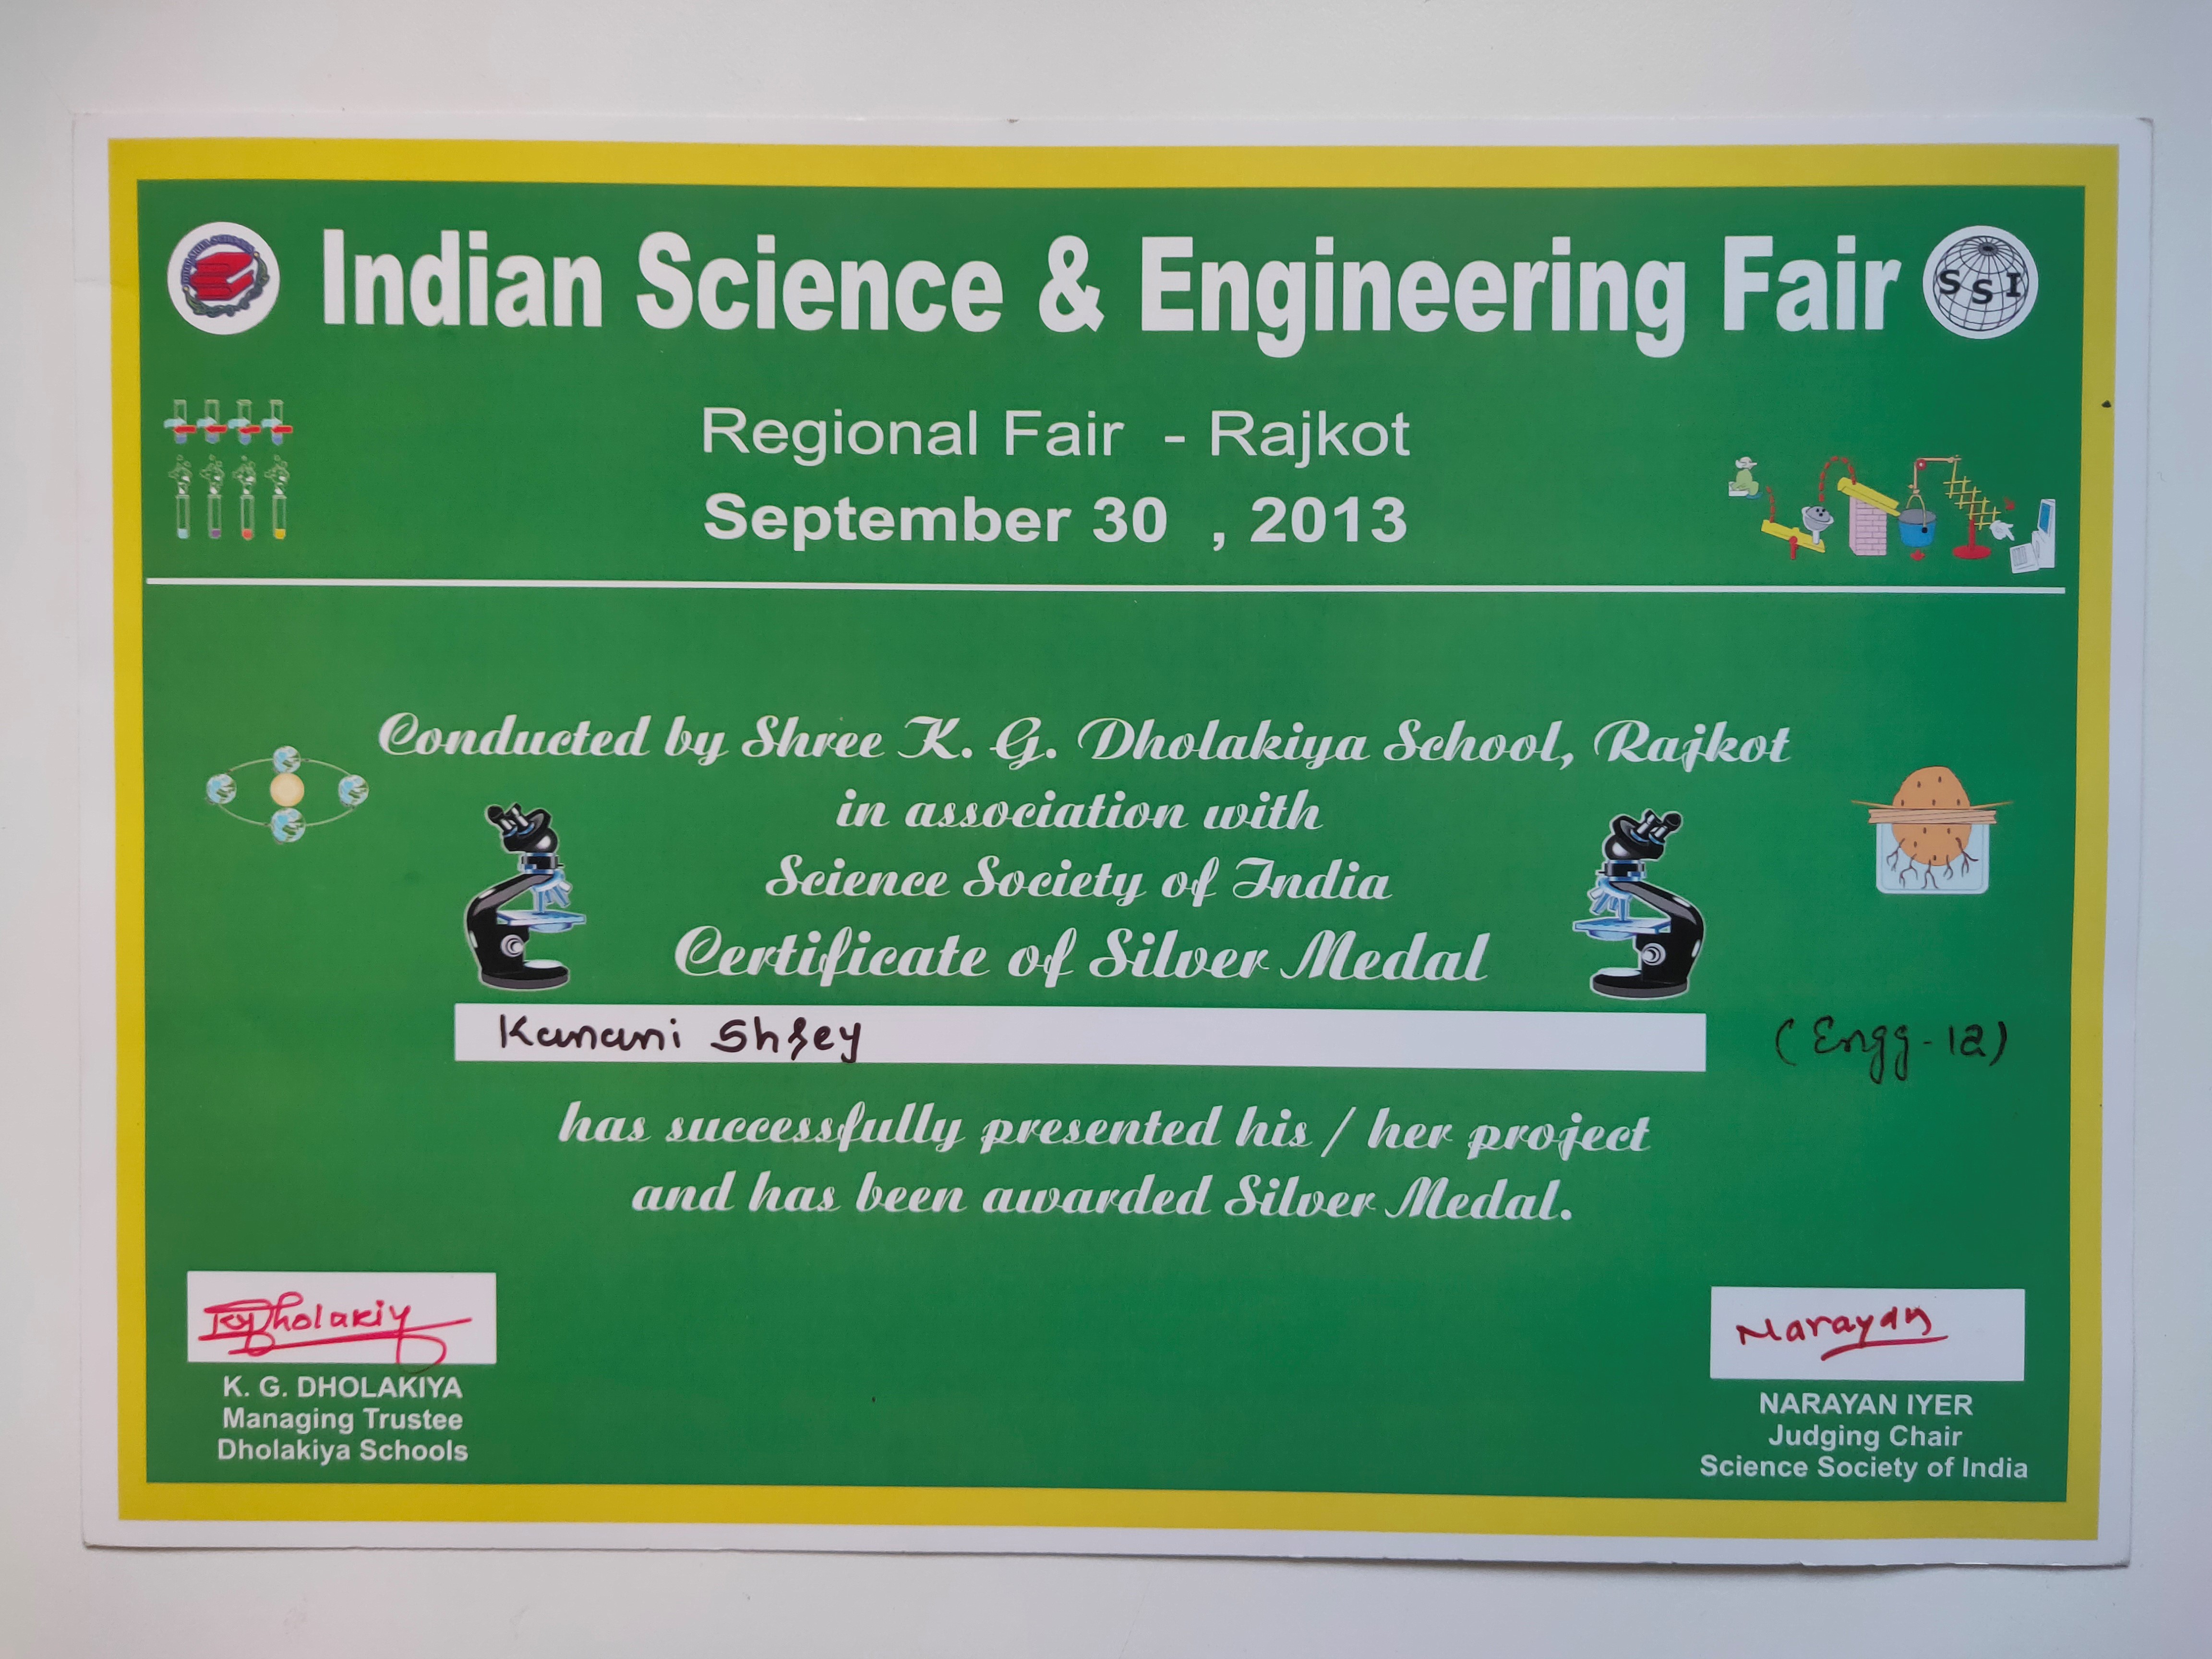 Indian Science & Engineering Fair
SSI
Regional Fair - Rajkot
September 30 , 2013
Conducted by Shree K. G. Dholakiya School, Rajkot
in association with
Science Society of India
Certificate of Silver Medal
Kanani Shrey (Engg-12)
has successfully presented his / her project
and has been awarded Silver Medal.
Narayan
K. G. DHOLAKIYA
Managing Trustee
Dholakiya Schools
NARAYAN IYER
Judging Chair
Science Society of India